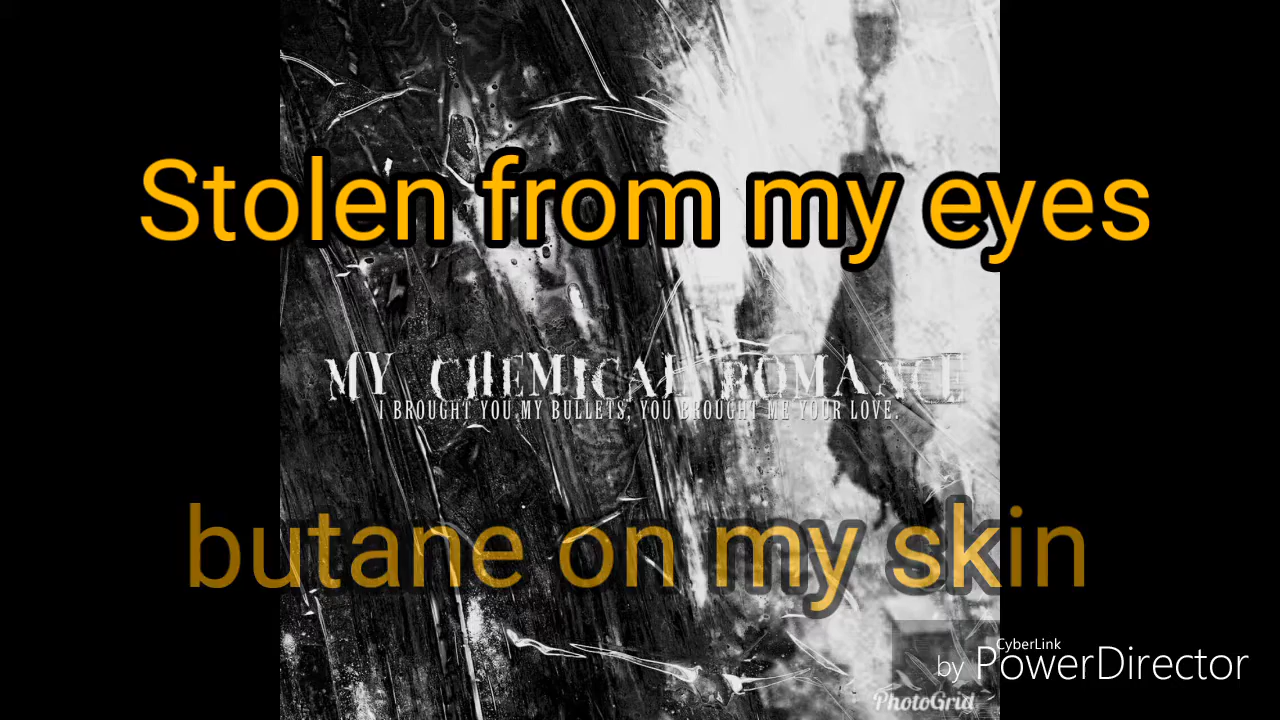 Stolen from my eyes
MY CHEMICAL ROMANCE
I BROUGHT YOU MY BULLETS, YOU BROUGHT ME YOUR LOVE.
butane on my skin
CyberLink
by PowerDirector
PhotoGrid